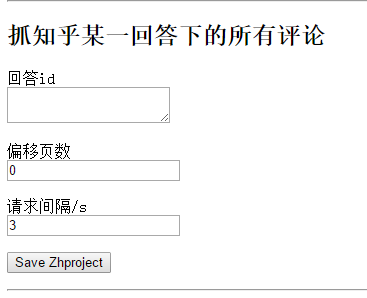 抓知乎某一回答下的所有评论
回答id
偏移页数
0
请求间隔/s
3
Save Zhproject